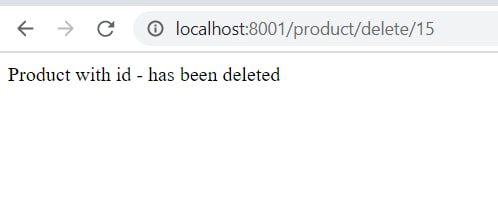 localhost:8001/product/delete/15
Product with id - has been deleted